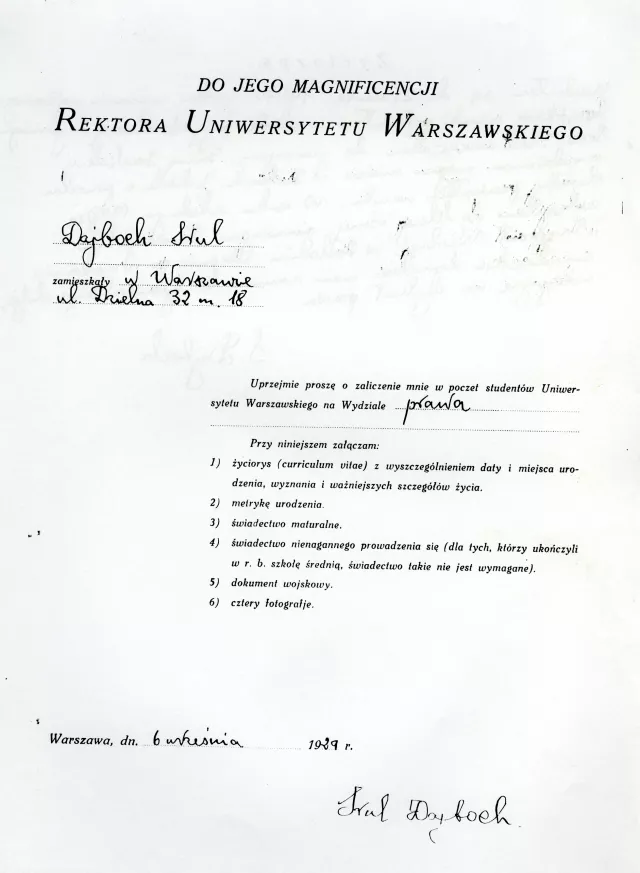 DO JEGO MAGNIFICENCJI
REKTORA UNIWERSYTETU WARSZAWSKIEGO
Dajboch Srul
zamieszkały w Warszawie
ul. Dzielna 32 m. 18
Uprzejmie proszę o zaliczenie mnie w poczet studentów Uniwer-
sytetu Warszawskiego na Wydziale prawa
Przy niniejszem załączam:
1) życiorys (curriculum vitae) z wyszczególnieniem daty i miejsca uro-
dzenia, wyznania i ważniejszych szczegółów życia.
2) metrykę urodzenia.
3) świadectwo maturalne.
4) świadectwo nienagannego prowadzenia się (dla tych, którzy ukończyli
w r. b. szkołę średnią, świadectwo takie nie jest wymagane).
5) dokument wojskowy.
6) cztery fotografje.
Warszawa, dn. 6 września 1929 r.
Srul Dajboch.